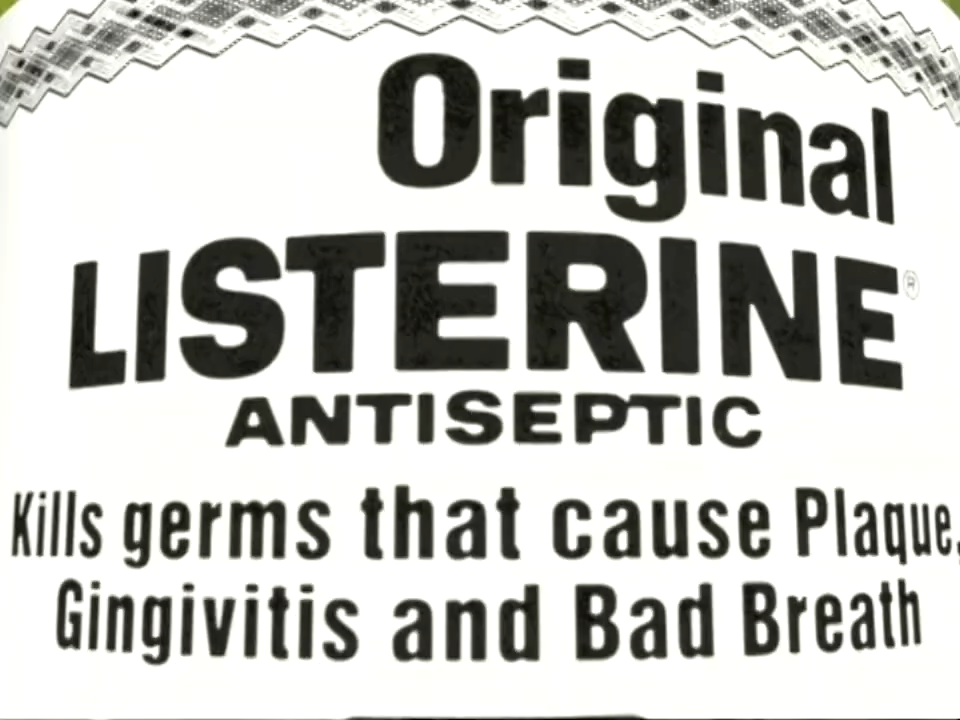 Original
LISTERINE®
ANTISEPTIC
Kills germs that cause Plaque,
Gingivitis and Bad Breath